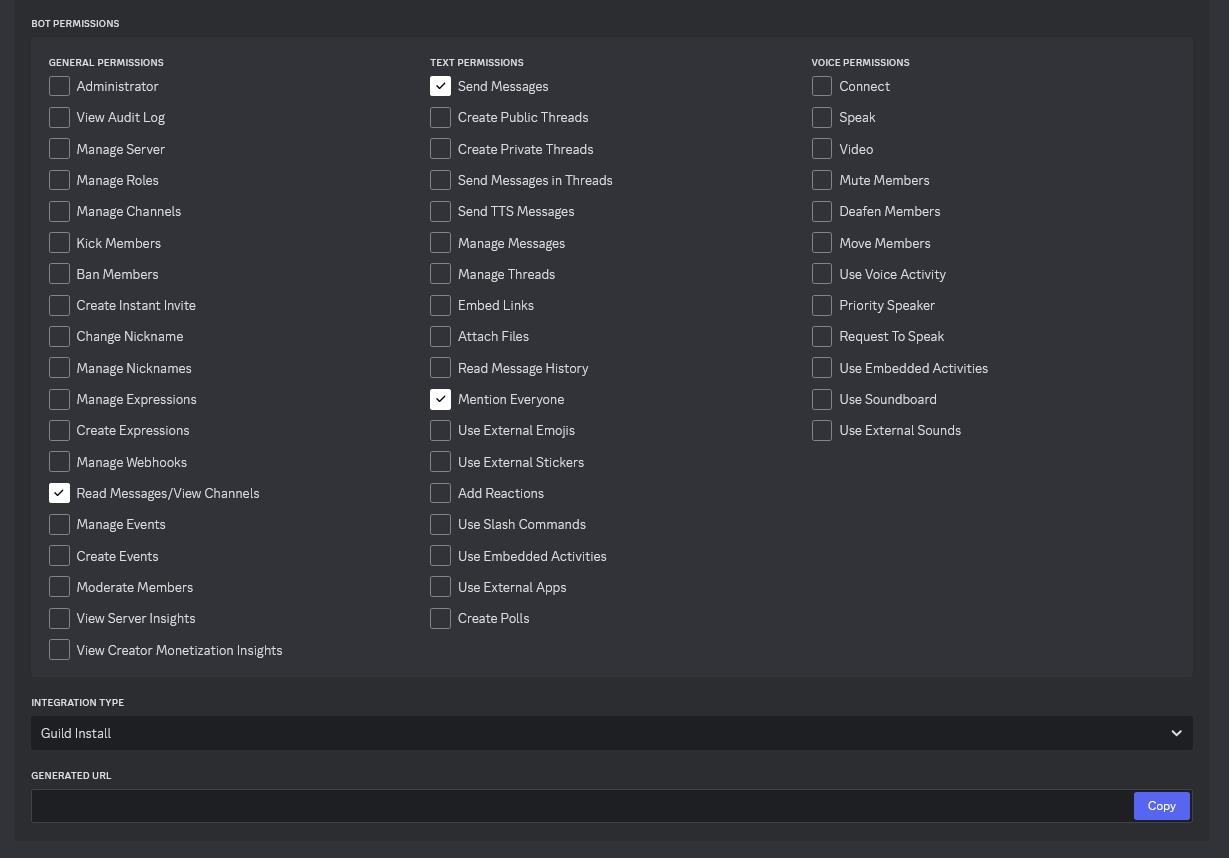 BOT PERMISSIONS
GENERAL PERMISSIONS
Administrator
View Audit Log
Manage Server
Manage Roles
Manage Channels
Kick Members
Ban Members
Create Instant Invite
Change Nickname
Manage Nicknames
Manage Expressions
Create Expressions
Manage Webhooks
Read Messages/View Channels
Manage Events
Create Events
Moderate Members
View Server Insights
View Creator Monetization Insights
TEXT PERMISSIONS
Send Messages
Create Public Threads
Create Private Threads
Send Messages in Threads
Send TTS Messages
Manage Messages
Manage Threads
Embed Links
Attach Files
Read Message History
Mention Everyone
Use External Emojis
Use External Stickers
Add Reactions
Use Slash Commands
Use Embedded Activities
Use External Apps
Create Polls
VOICE PERMISSIONS
Connect
Speak
Video
Mute Members
Deafen Members
Move Members
Use Voice Activity
Priority Speaker
Request To Speak
Use Embedded Activities
Use Soundboard
Use External Sounds
INTEGRATION TYPE
Guild Install
GENERATED URL
Copy